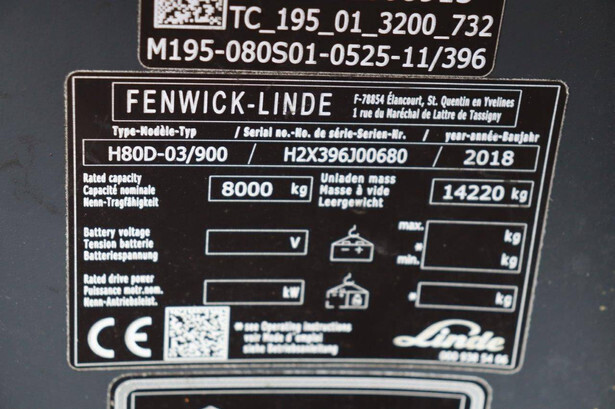 TC_195_01_3200_732
M195-080S01-0525-11/396
FENWICK-LINDE
F-78854 Élancourt, St. Quentin en Yvelines
1 rue du Maréchal de Lattre de Tassigny
Type-Modèle-Typ / Serial no.-No. de série-Serien-Nr. / year-année-Baujahr
H80D-03/900 / H2X396J00680 / 2018
Rated capacity
Capacité nominale
Nenn-Tragfähigkeit
8000 kg
Unladen mass
Masse à vide
Leergewicht
14220 kg
Battery voltage
Tension batterie
Batteriespannung
V
- +
max.
* min.
kg
kg
Rated drive power
Puissance motr.nom.
Nenn-Antriebsleist.
kW
* kg
CE
* see Operating instructions
voir Mode d'emploi
siehe Betriebsanleitung
Linde